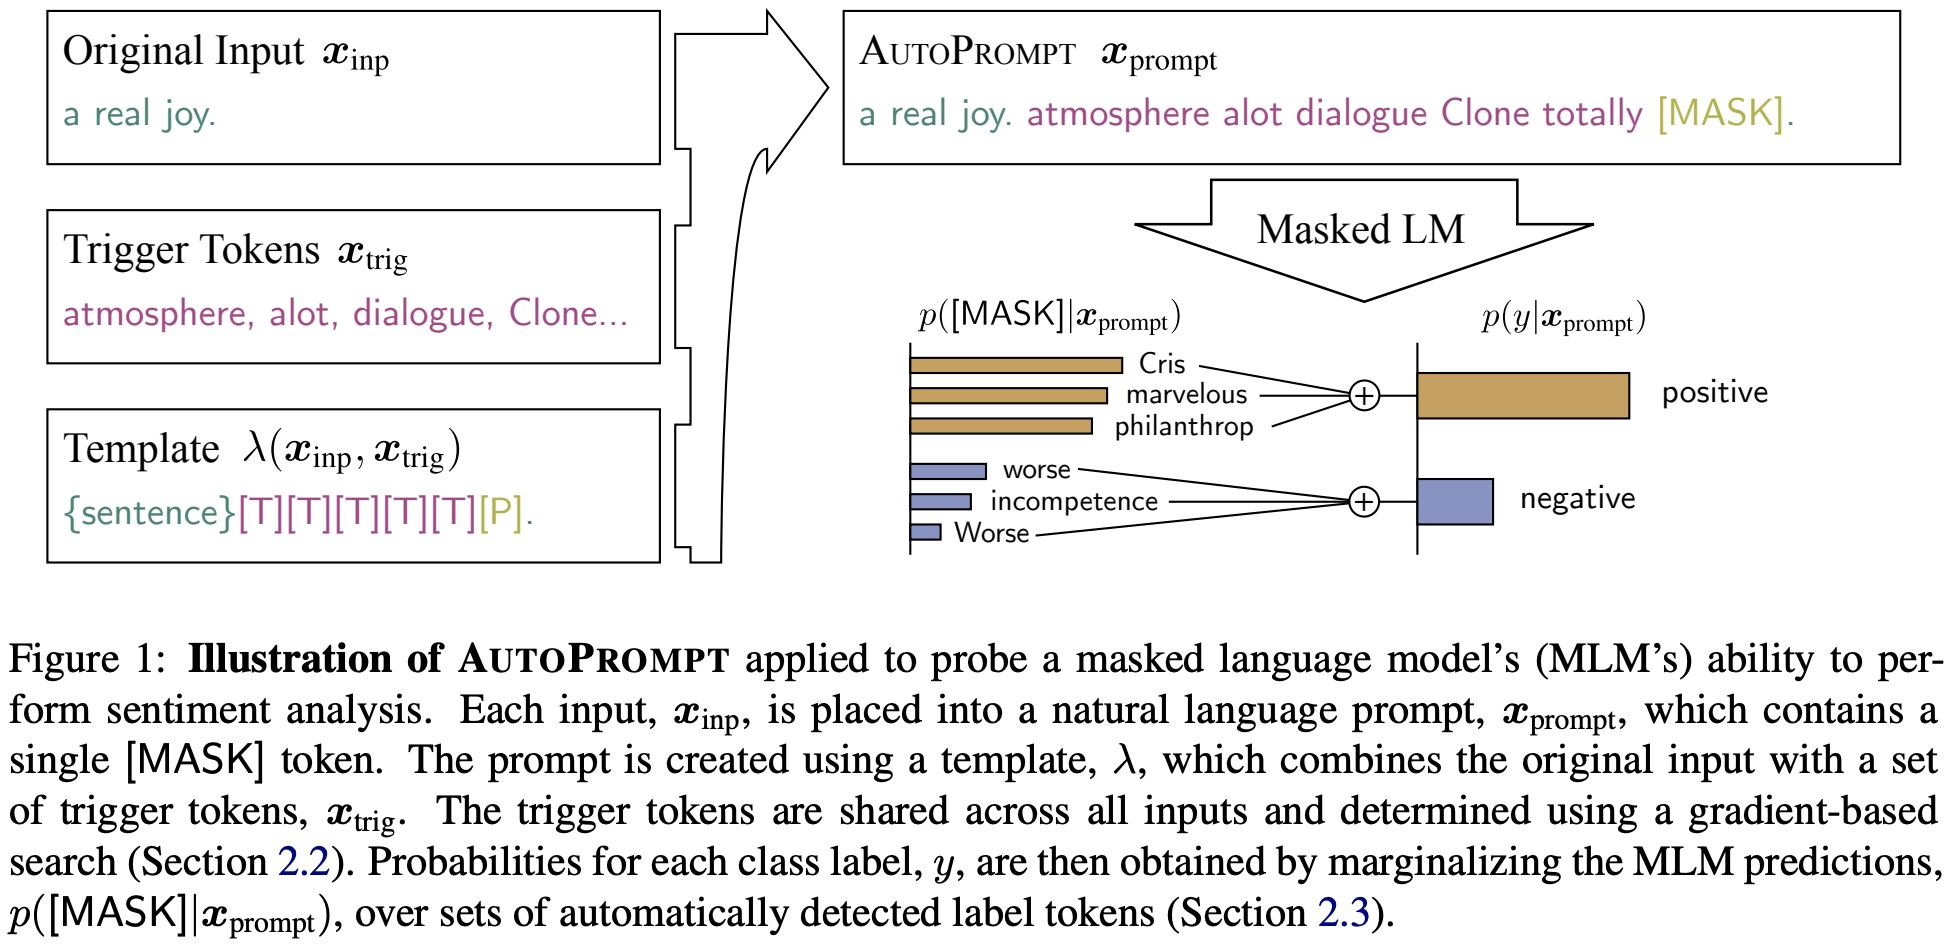 Original Input x_inp
a real joy.
Trigger Tokens x_trig
atmosphere, alot, dialogue, Clone...
Template λ(x_inp, x_trig)
{sentence}[T][T][T][T][T][P].
AUTOPROMPT x_prompt
a real joy. atmosphere alot dialogue Clone totally [MASK].
Masked LM
p([MASK]|x_prompt)
Cris
marvelous
philanthrop
worse
incompetence
Worse
+
+
p(y|x_prompt)
positive
negative
Figure 1: Illustration of AUTOPROMPT applied to probe a masked language model's (MLM's) ability to per-
form sentiment analysis. Each input, x_inp, is placed into a natural language prompt, x_prompt, which contains a
single [MASK] token. The prompt is created using a template, λ, which combines the original input with a set
of trigger tokens, x_trig. The trigger tokens are shared across all inputs and determined using a gradient-based
search (Section 2.2). Probabilities for each class label, y, are then obtained by marginalizing the MLM predictions,
p([MASK]|x_prompt), over sets of automatically detected label tokens (Section 2.3).